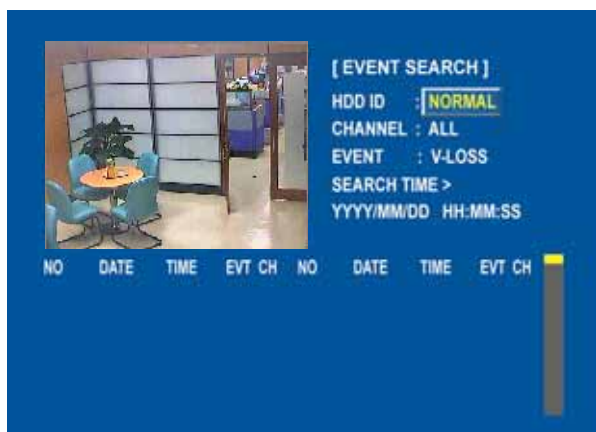 [ EVENT SEARCH ]
HDD ID : NORMAL
CHANNEL : ALL
EVENT : V-LOSS
SEARCH TIME >
YYYY/MM/DD HH:MM:SS
NO DATE TIME EVT CH NO DATE TIME EVT CH